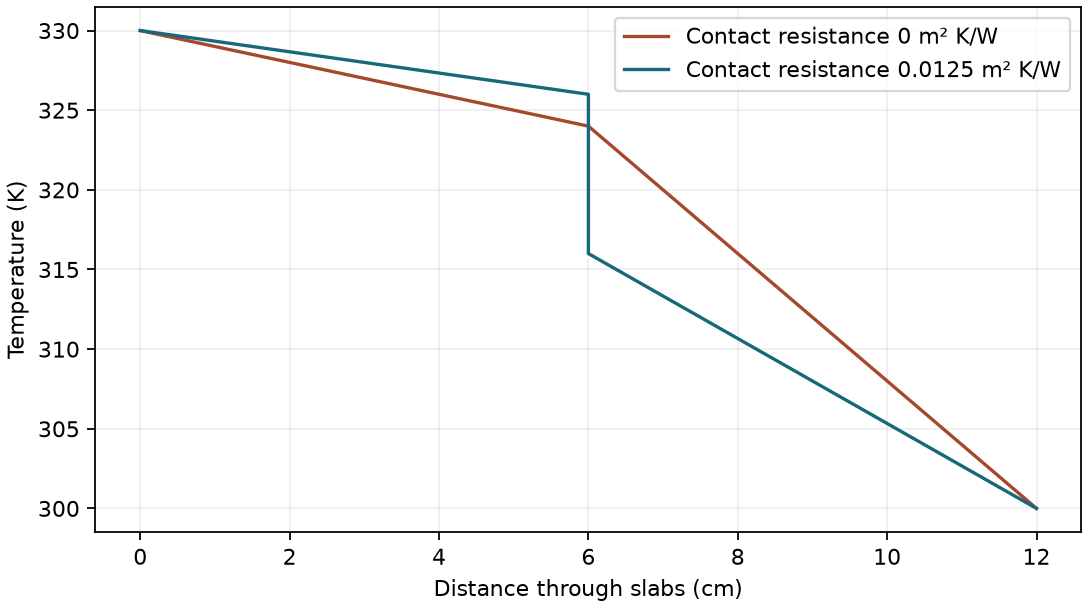 Contact resistance 0 m² K/W
Contact resistance 0.0125 m² K/W
Temperature (K)
330
325
320
315
310
305
300
0 2 4 6 8 10 12
Distance through slabs (cm)